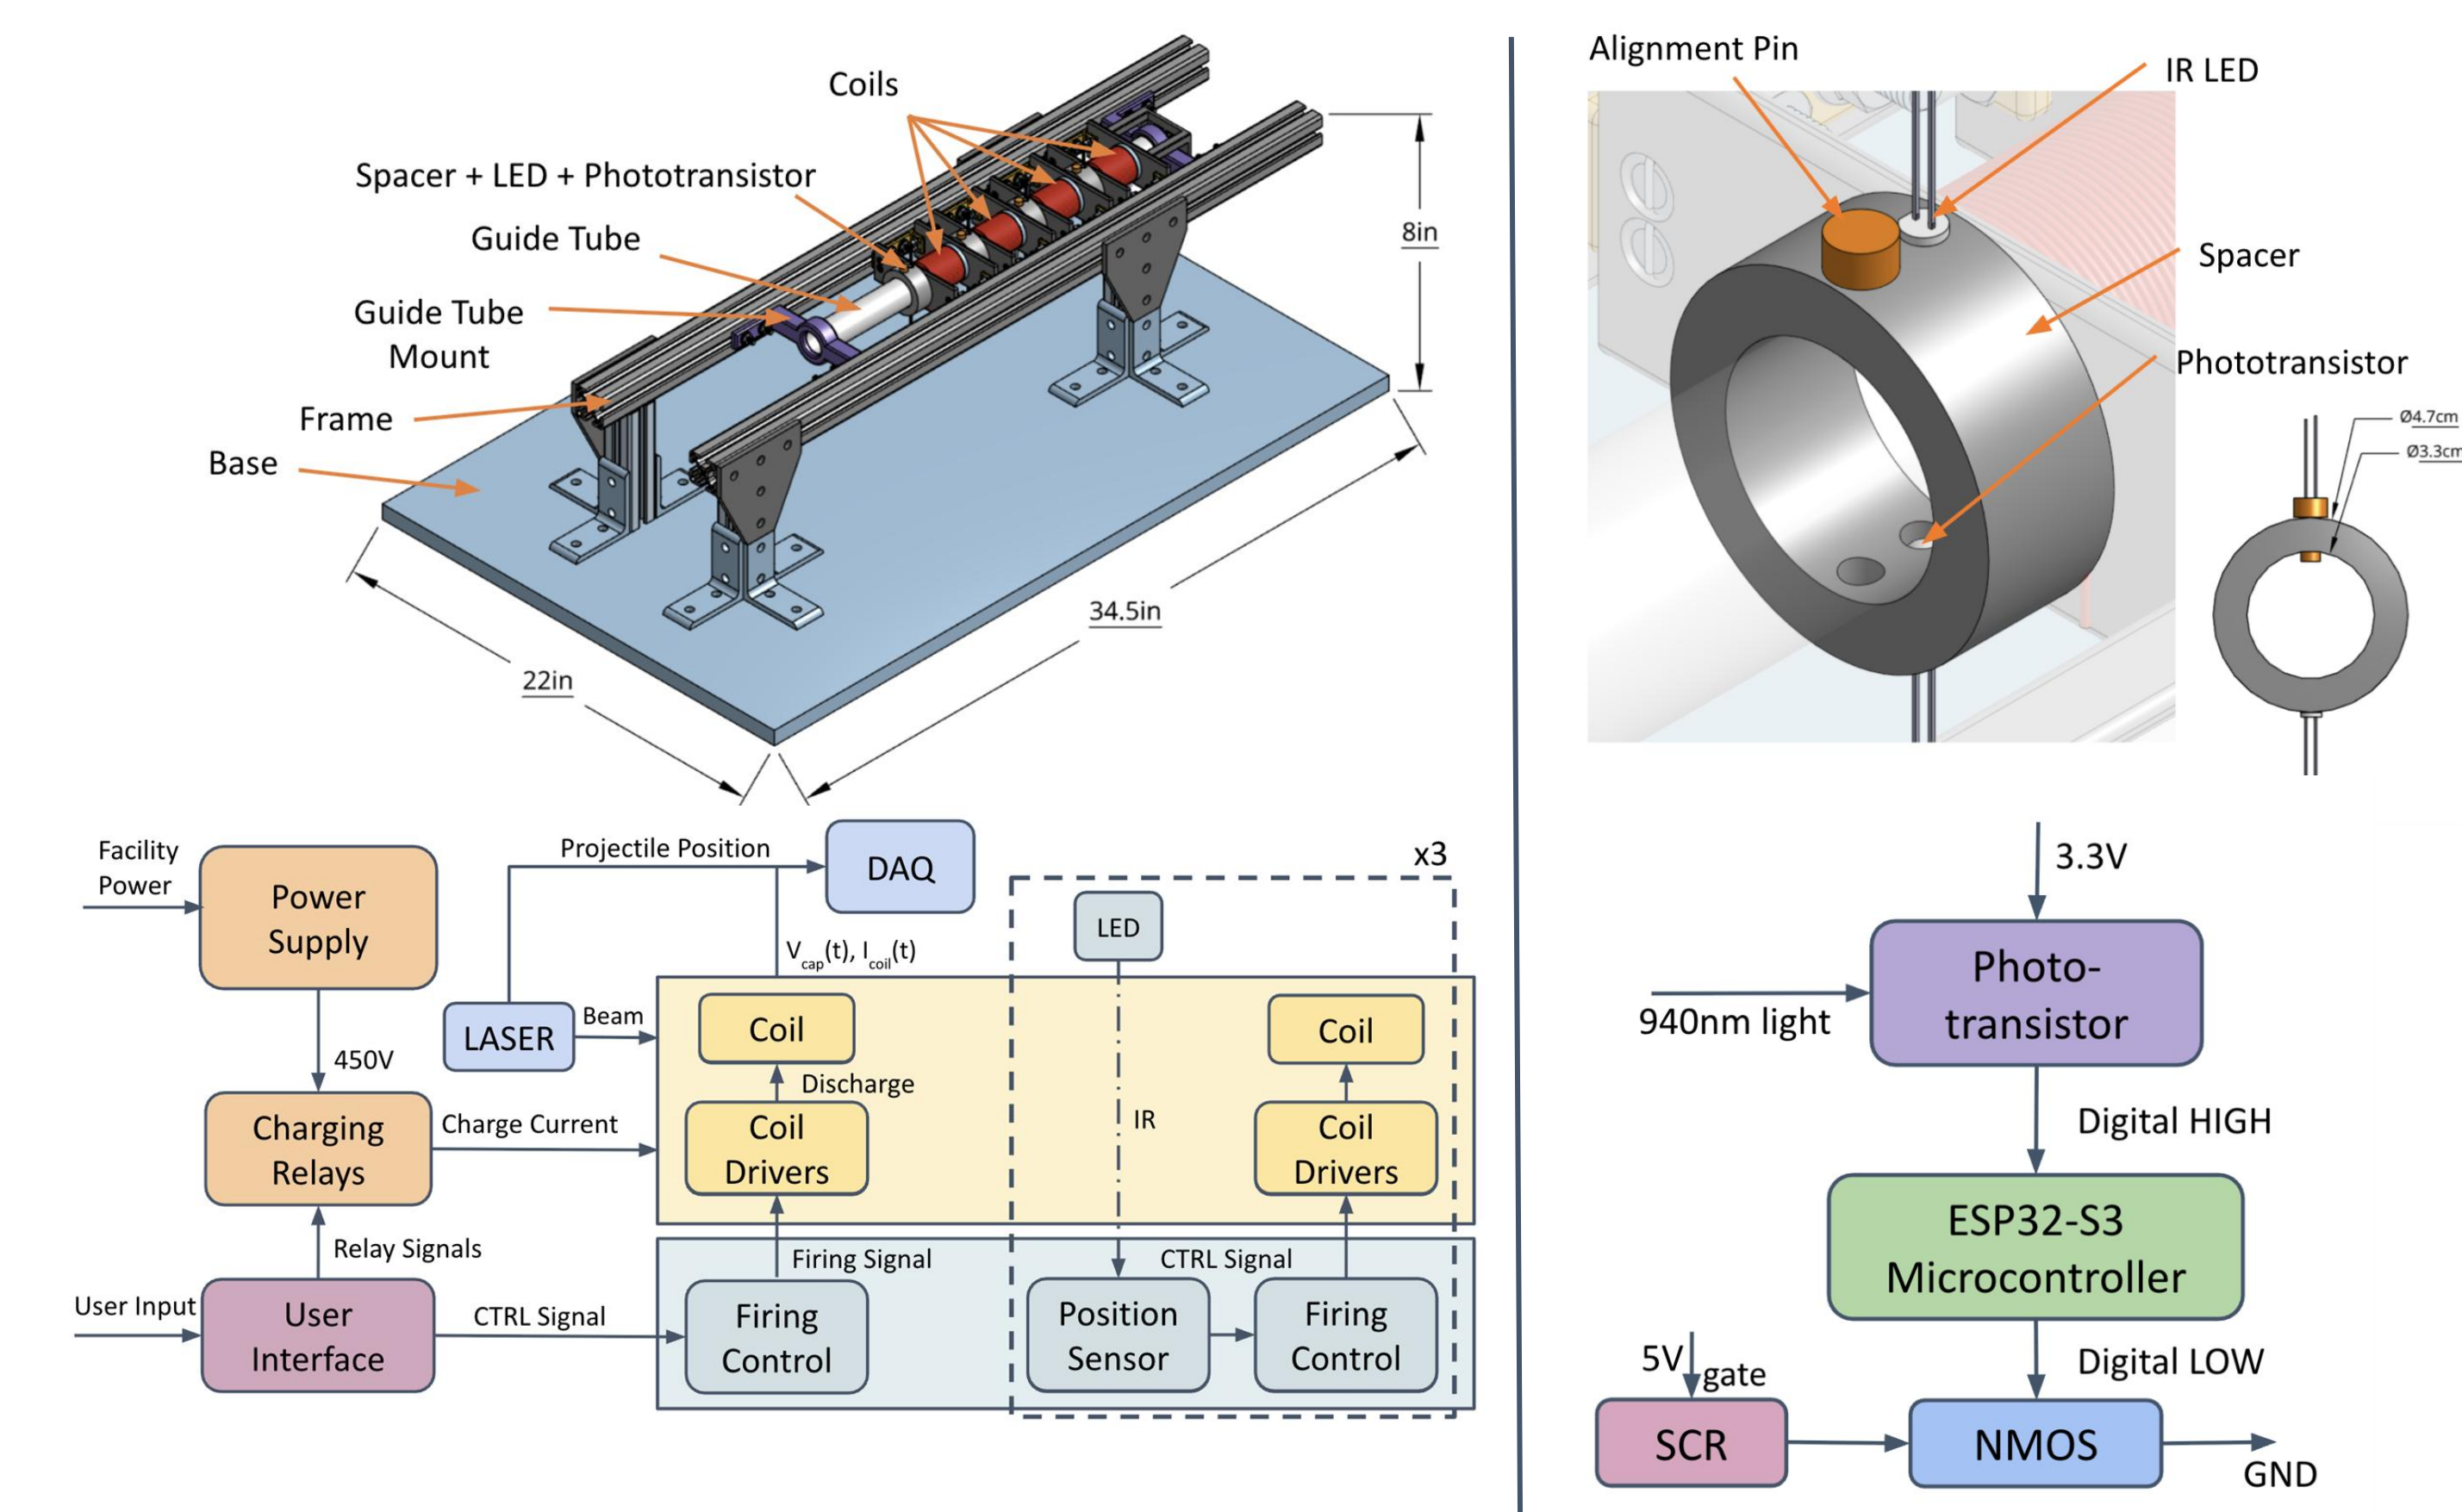 Coils
Spacer + LED + Phototransistor
Guide Tube
Guide Tube
Mount
Frame
Base
8in
34.5in
22in
Alignment Pin
IR LED
Spacer
Phototransistor
Ø4.7cm
Ø3.3cm
Facility
Power
Power
Supply
450V
Charging
Relays
Relay Signals
User Input
User
Interface
Projectile Position
DAQ
LASER
Beam
Charge Current
CTRL Signal
Vcap(t), Icoil(t)
Coil
Discharge
Coil
Drivers
Firing Signal
Firing
Control
x3
LED
IR
Coil
Coil
Drivers
CTRL Signal
Position
Sensor
Firing
Control
3.3V
940nm light
Photo-
transistor
Digital HIGH
ESP32-S3
Microcontroller
Digital LOW
5V
gate
SCR
NMOS
GND